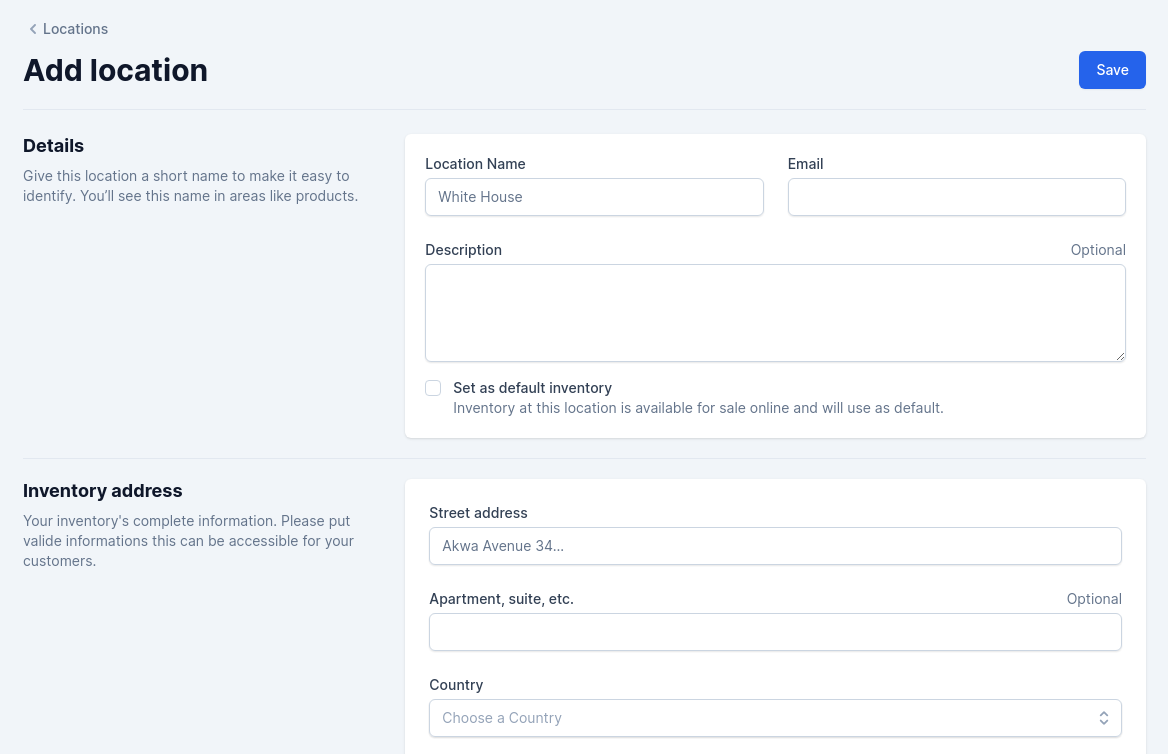 Locations
Add location
Save
Details
Give this location a short name to make it easy to
identify. You’ll see this name in areas like products.
Location Name
Email
White House
Description
Optional
Set as default inventory
Inventory at this location is available for sale online and will use as default.
Inventory address
Your inventory's complete information. Please put
valide informations this can be accessible for your
customers.
Street address
Akwa Avenue 34...
Apartment, suite, etc.
Optional
Country
Choose a Country